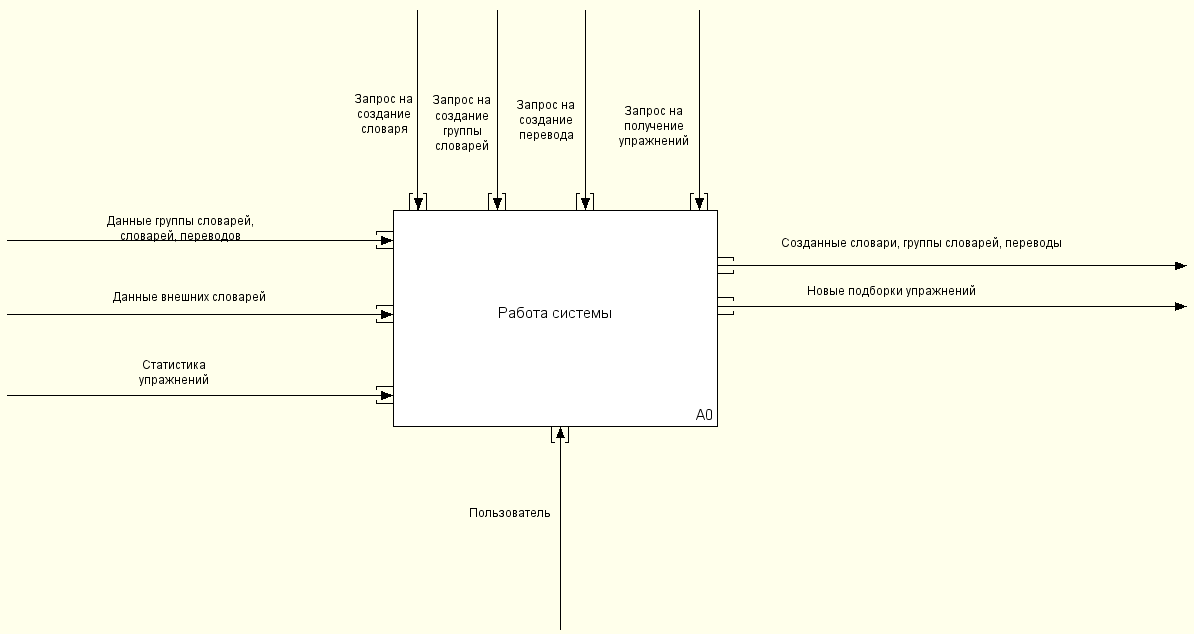 Запрос на
создание
словаря
Запрос на
создание
группы
словарей
Запрос на
создание
перевода
Запрос на
получение
упражнений
Данные группы словарей,
словарей, переводов
Данные внешних словарей
Статистика
упражнений
Работа системы
A0
Созданные словари, группы словарей, переводы
Новые подборки упражнений
Пользователь